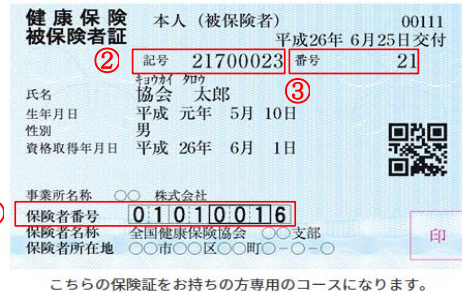 健康保険
被保険者証
本人（被保険者） 00111
平成26年 6月25日交付
② 記号 21700023 番号 21
③
キョウカイ タロウ
氏名 協会 太郎
生年月日 平成 元年 5月 10日
性別 男
資格取得年月日 平成 26年 6月 1日
事業所名称 ○○ 株式会社
保険者番号 01010016
保険者名称 全国健康保険協会 ○○支部
保険者所在地 ○○市○○区○○町○－○－○
印
こちらの保険証をお持ちの方専用のコースになります。